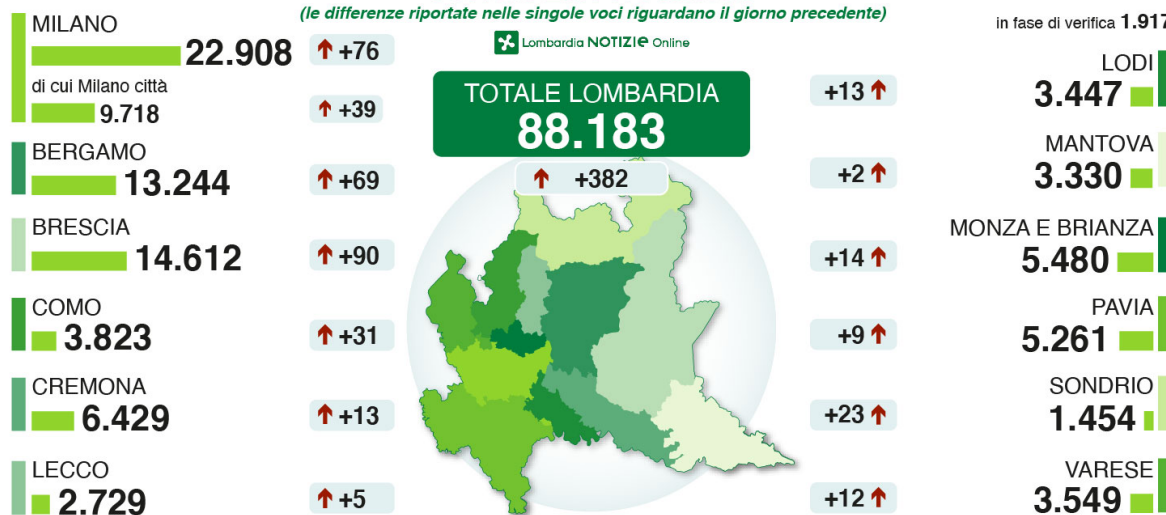 (le differenze riportate nelle singole voci riguardano il giorno precedente)
Lombardia NOTIZIE Online
TOTALE LOMBARDIA
88.183
+382
MILANO
22.908
+76
di cui Milano città
9.718
+39
BERGAMO
13.244
+69
BRESCIA
14.612
+90
COMO
3.823
+31
CREMONA
6.429
+13
LECCO
2.729
+5
in fase di verifica 1.917
LODI
+13
3.447
MANTOVA
+2
3.330
MONZA E BRIANZA
+14
5.480
PAVIA
+9
5.261
SONDRIO
+23
1.454
VARESE
+12
3.549